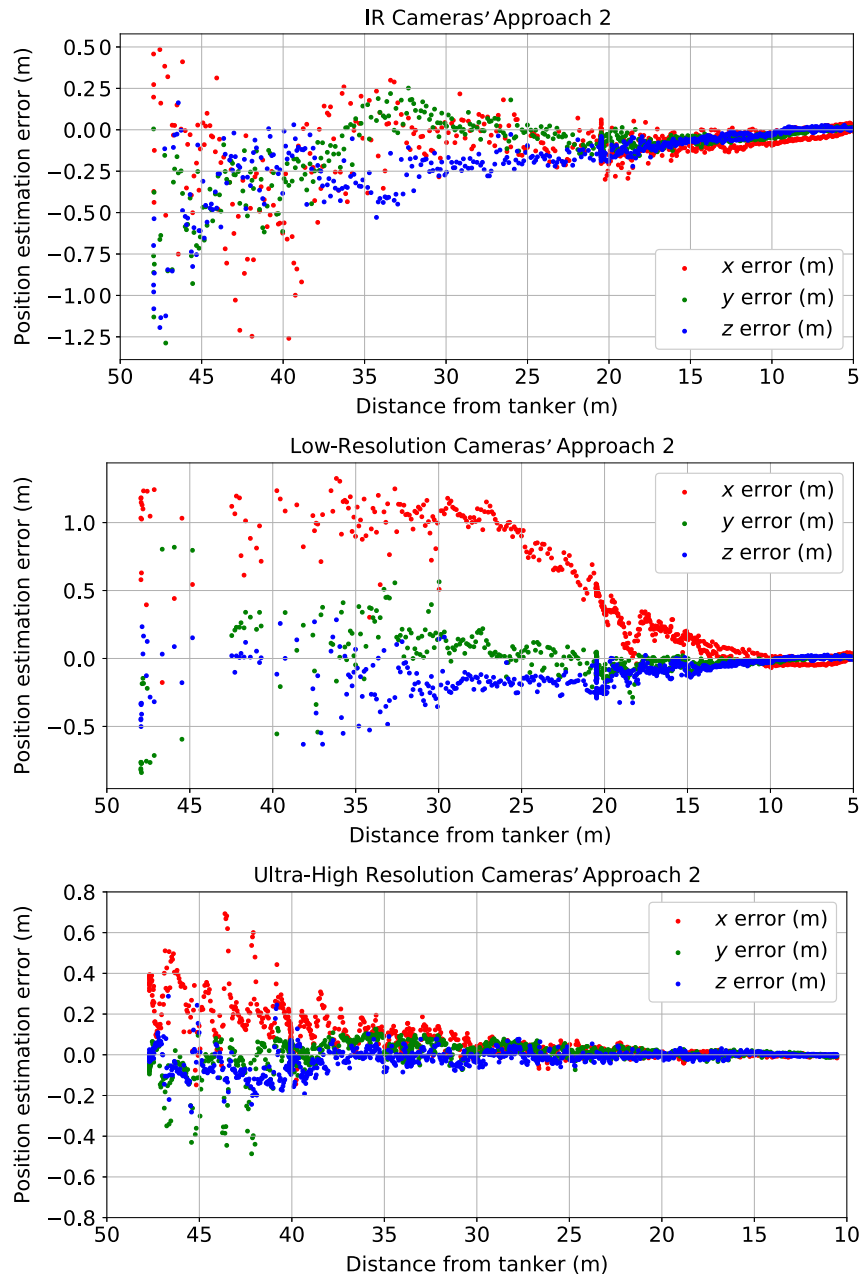 IR Cameras' Approach 2
Position estimation error (m)
0.50
0.25
0.00
−0.25
−0.50
−0.75
−1.00
−1.25
x error (m)
y error (m)
z error (m)
50 45 40 35 30 25 20 15 10 5
Distance from tanker (m)
Low-Resolution Cameras' Approach 2
Position estimation error (m)
1.0
0.5
0.0
−0.5
x error (m)
y error (m)
z error (m)
50 45 40 35 30 25 20 15 10 5
Distance from tanker (m)
Ultra-High Resolution Cameras' Approach 2
Position estimation error (m)
0.8
0.6
0.4
0.2
0.0
−0.2
−0.4
−0.6
−0.8
x error (m)
y error (m)
z error (m)
50 45 40 35 30 25 20 15 10
Distance from tanker (m)